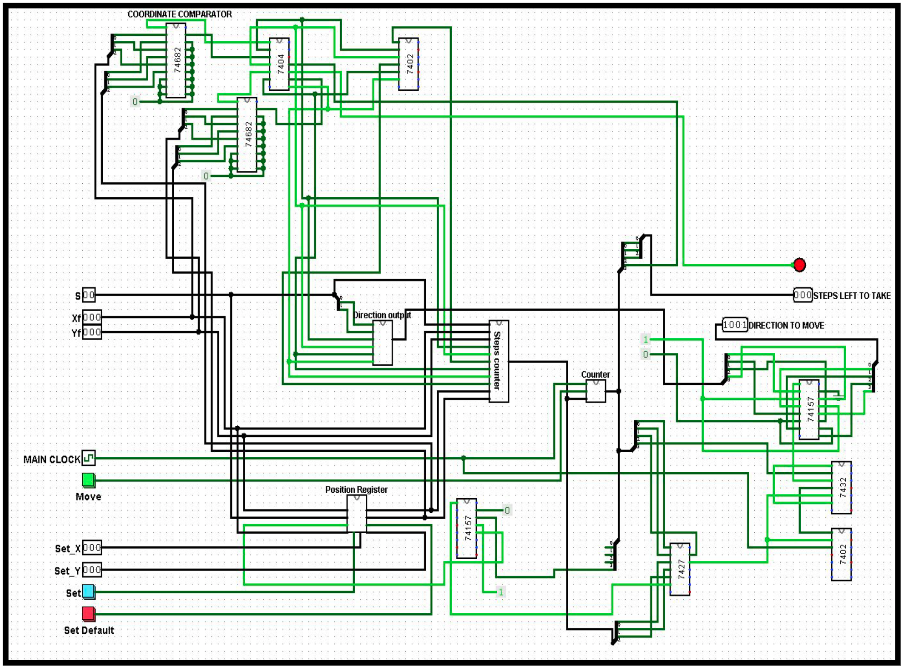 COORDINATE COMPARATOR
74682
7404
7402
0
74682
0
S 000
000 STEPS LEFT TO TAKE
Xf 000
Direction output
1001 DIRECTION TO MOVE
Yf 000
Steps counter
1
0
Counter
74157
MAIN CLOCK
Move
7432
Position Register
74157
0
7402
Set_X 000
7427
Set_Y 000
Set
1
Set Default